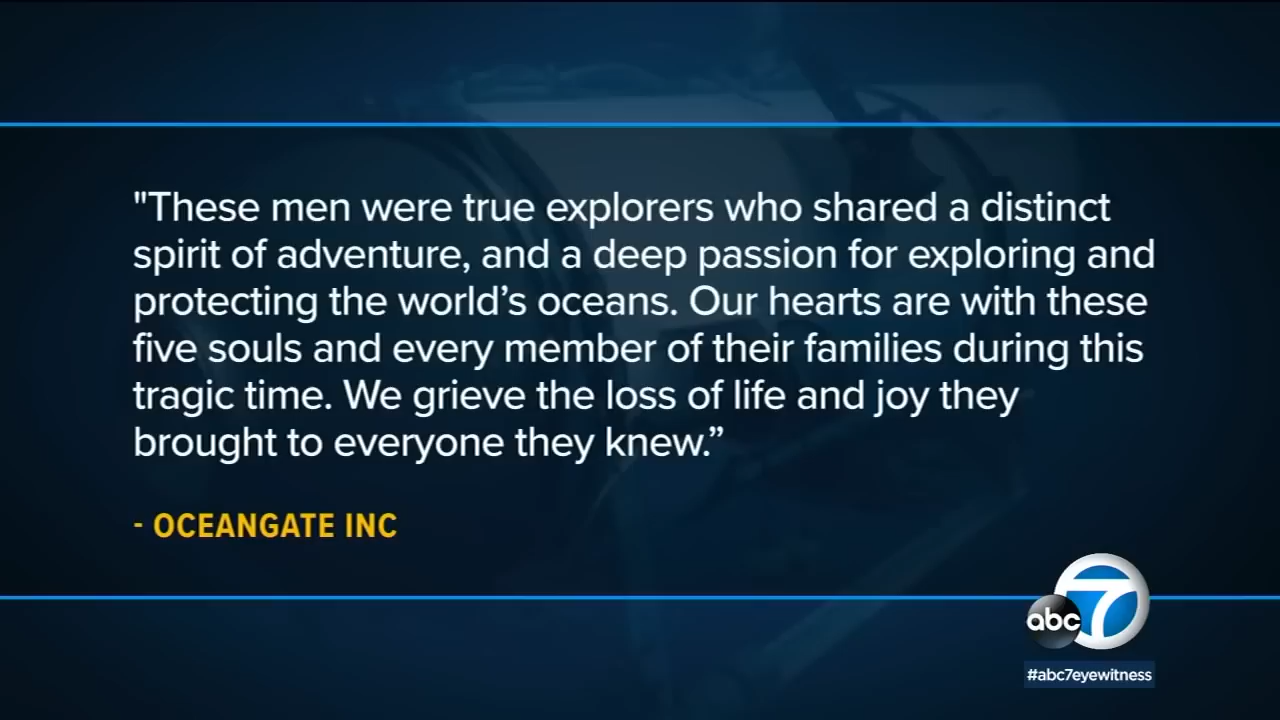 "These men were true explorers who shared a distinct
spirit of adventure, and a deep passion for exploring and
protecting the world’s oceans. Our hearts are with these
five souls and every member of their families during this
tragic time. We grieve the loss of life and joy they
brought to everyone they knew.”
- OCEANGATE INC
abc 7
#abc7eyewitness